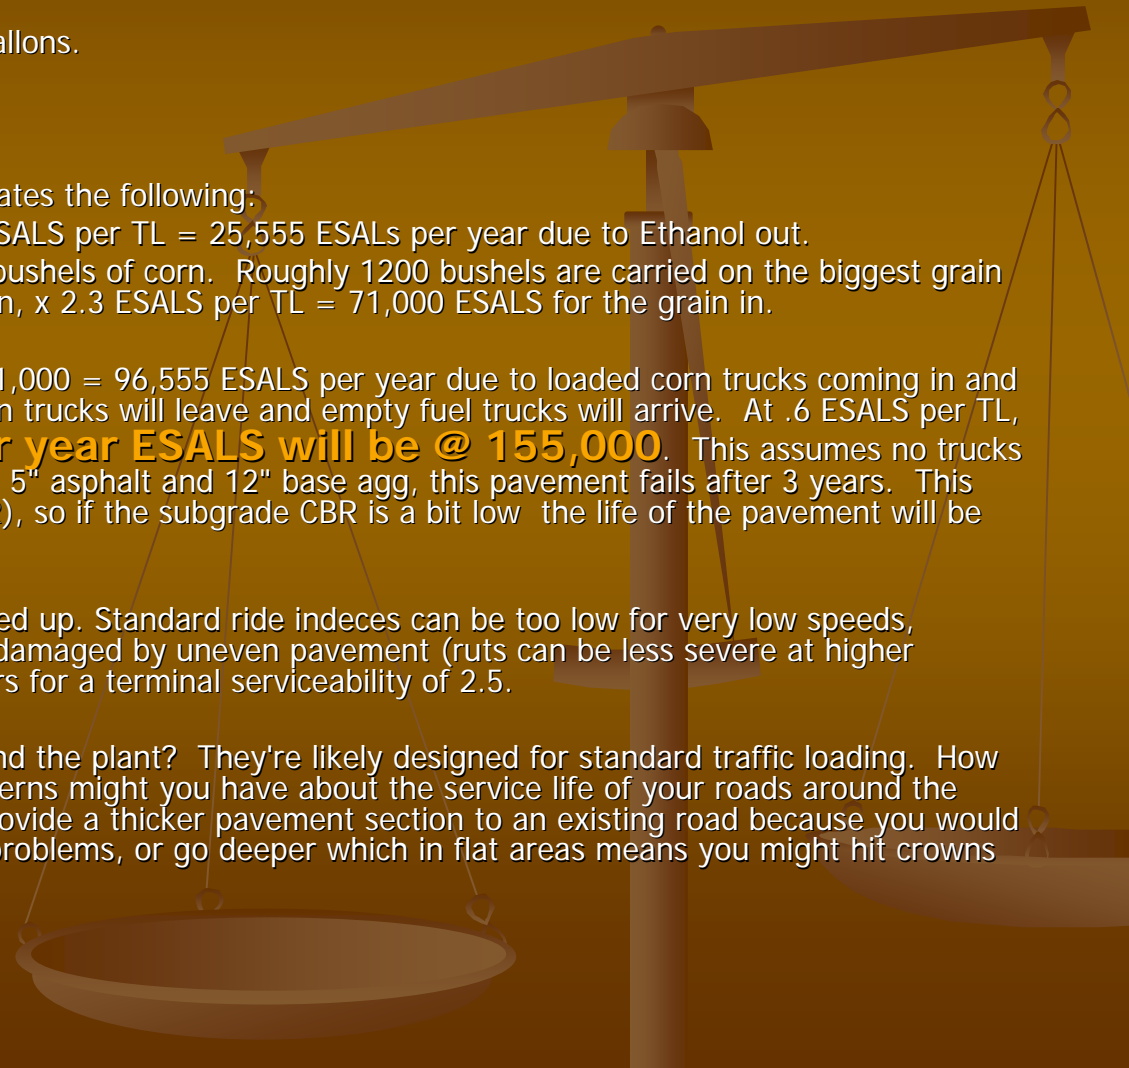 allons.
ates the following:
SALS per TL = 25,555 ESALs per year due to Ethanol out.
bushels of corn.  Roughly 1200 bushels are carried on the biggest grain
n, x 2.3 ESALS per TL = 71,000 ESALS for the grain in.
1,000 = 96,555 ESALS per year due to loaded corn trucks coming in and
n trucks will leave and empty fuel trucks will arrive.  At .6 ESALS per TL,
r year ESALS will be @ 155,000.  This assumes no trucks
5" asphalt and 12" base agg, this pavement fails after 3 years.  This
), so if the subgrade CBR is a bit low  the life of the pavement will be
ed up. Standard ride indeces can be too low for very low speeds,
damaged by uneven pavement (ruts can be less severe at higher
rs for a terminal serviceability of 2.5.
nd the plant?  They're likely designed for standard traffic loading.  How
erns might you have about the service life of your roads around the
ovide a thicker pavement section to an existing road because you would
problems, or go deeper which in flat areas means you might hit crowns